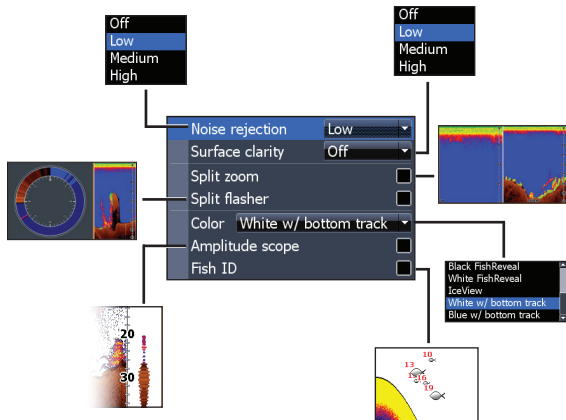 Off
Low
Medium
High
Off
Low
Medium
High
Noise rejection Low
Surface clarity Off
Split zoom
Split flasher
Color White w/ bottom track
Amplitude scope
Fish ID
Black FishReveal
White FishReveal
IceView
White w/ bottom track
Blue w/ bottom track
20
30
10
13
16
19